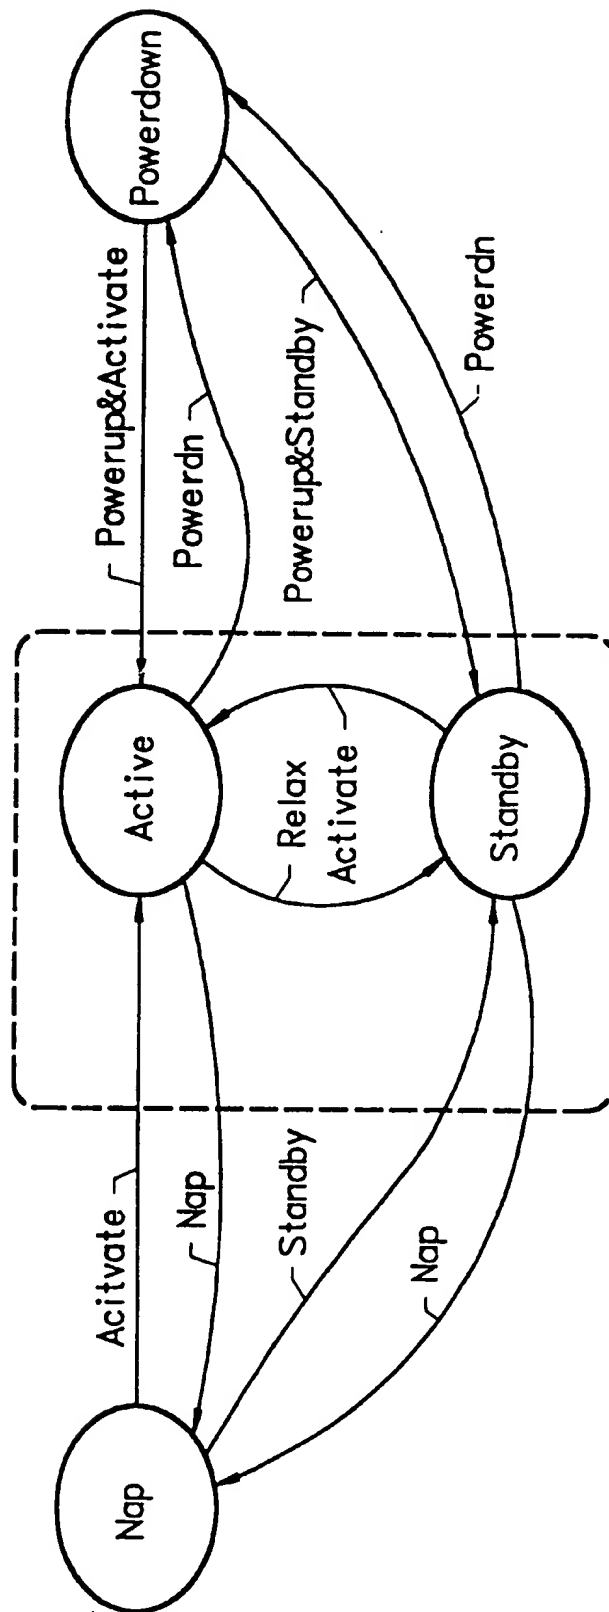 Acitvate
Powerup&Activate
Nap
Active
Powerdown
Nap
Powerdn
Relax
Activate
Standby
Powerup&Standby
Nap
Standby
Powerdn